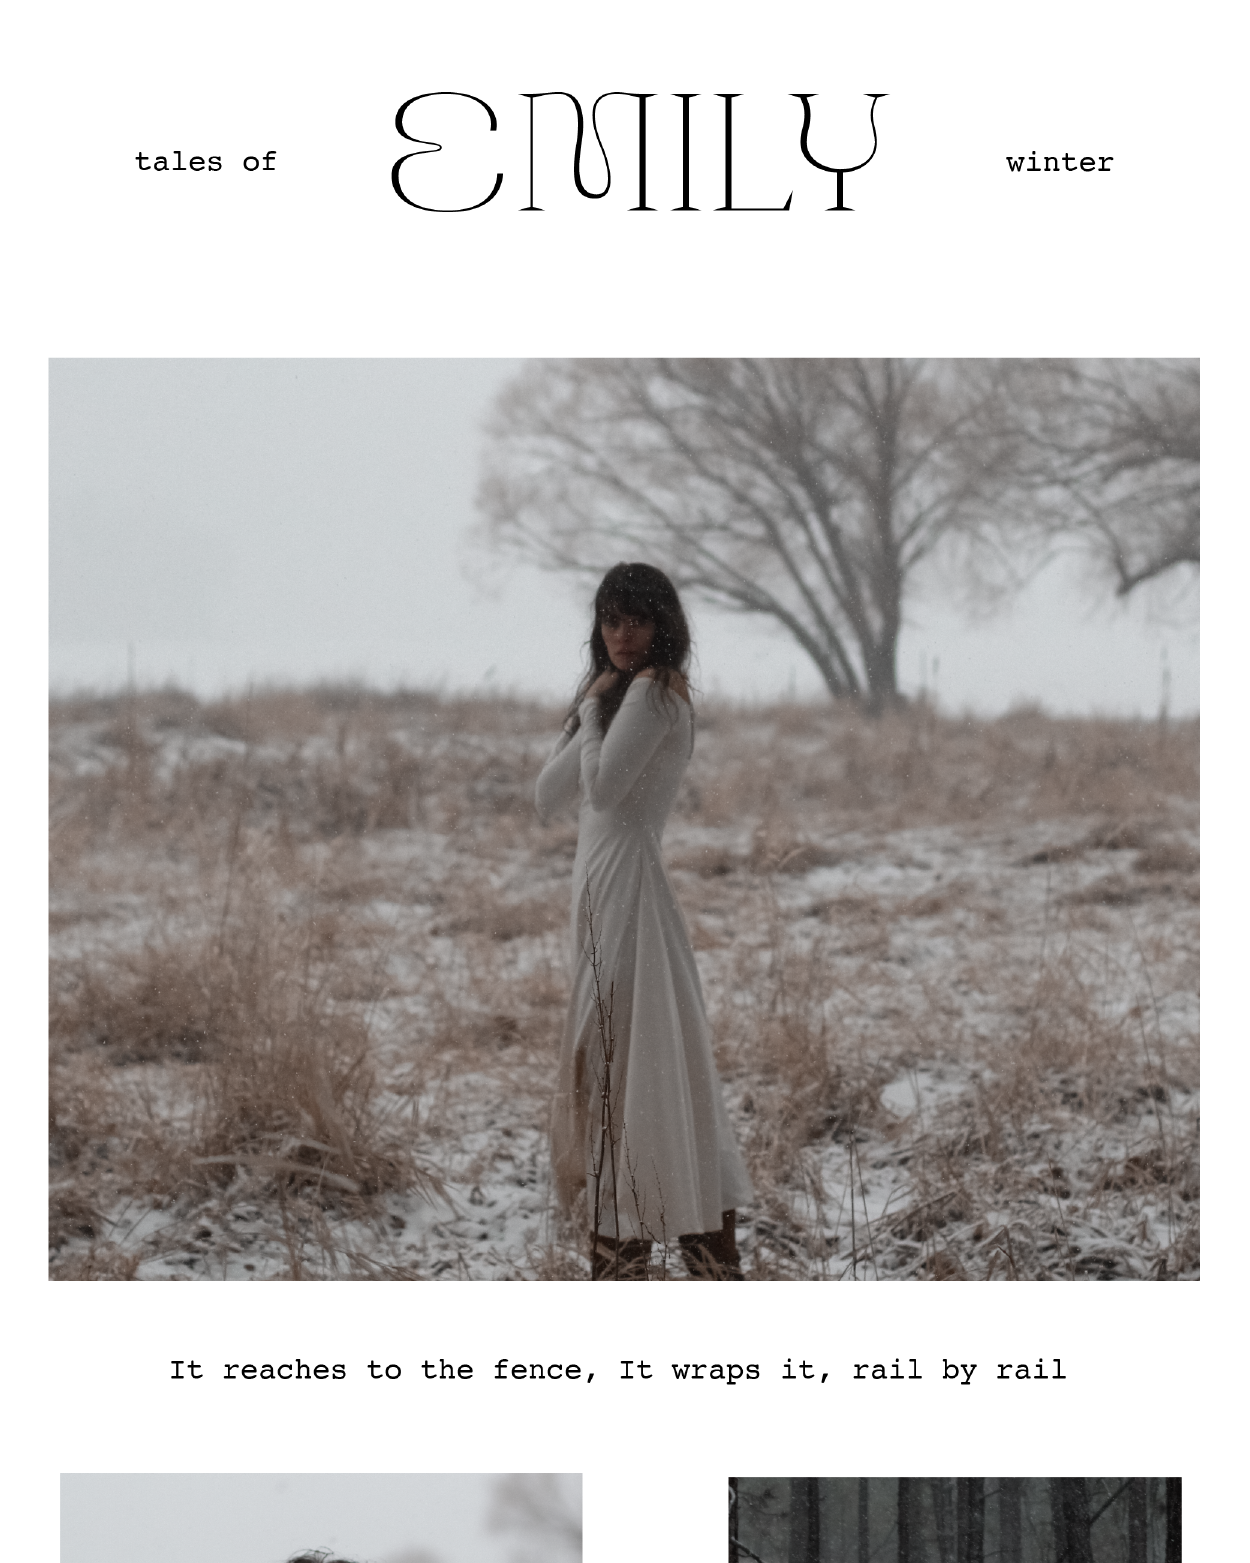 tales of EMILY winter
It reaches to the fence, It wraps it, rail by rail